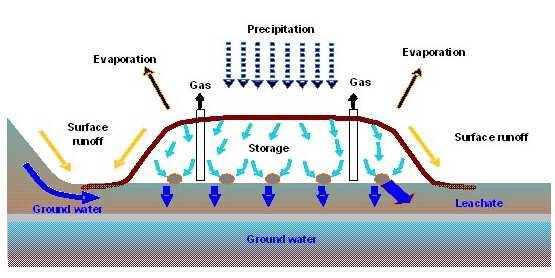 Precipitation
Evaporation
Evaporation
Gas
Gas
Surface
runoff
Storage
Surface runoff
Ground water
Leachate
Ground water